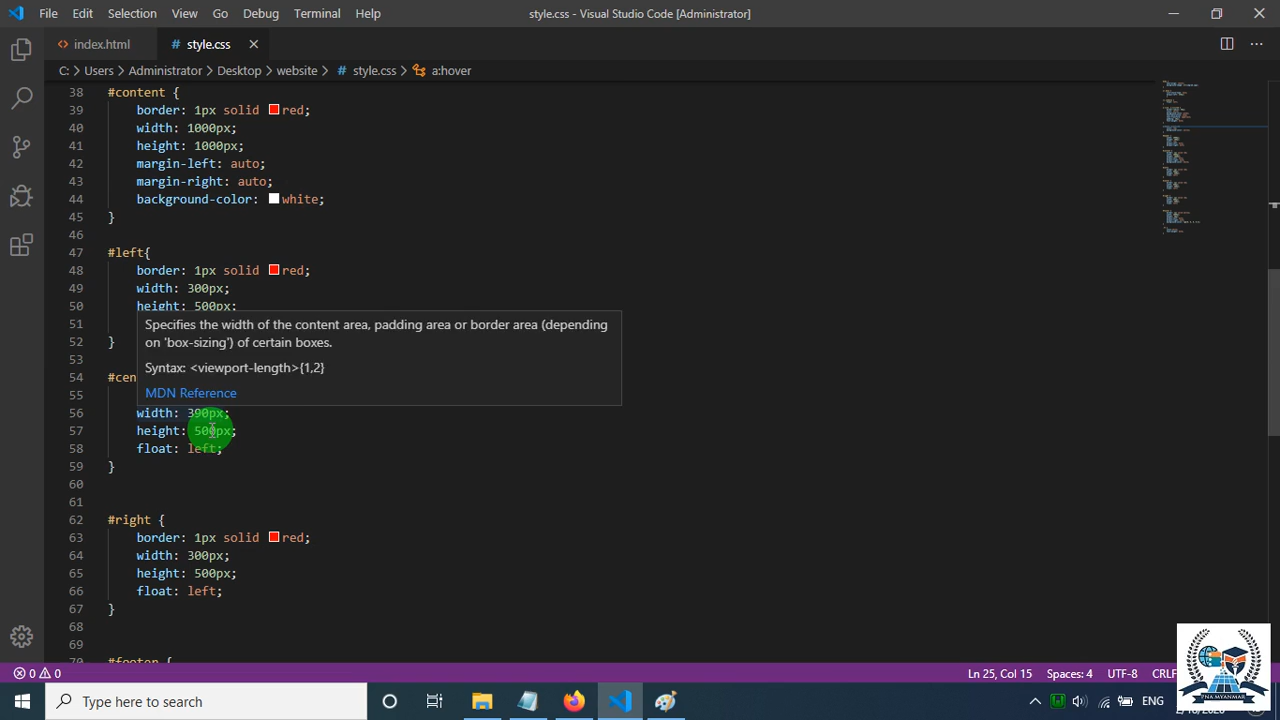 File Edit Selection View Go Debug Terminal Help style.css - Visual Studio Code [Administrator]
index.html # style.css
C: > Users > Administrator > Desktop > website > # style.css > a:hover
38 #content {
39 border: 1px solid red;
40 width: 1000px;
41 height: 1000px;
42 margin-left: auto;
43 margin-right: auto;
44 background-color: white;
45 }
46
47 #left{
48 border: 1px solid red;
49 width: 300px;
50 height: 500px;
51
52 }
53
54 #cen
55
Specifies the width of the content area, padding area or border area (depending
on 'box-sizing') of certain boxes.
Syntax: <viewport-length>{1,2}
MDN Reference
56 width: 390px;
57 height: 500px;
58 float: left;
59 }
60
61
62 #right {
63 border: 1px solid red;
64 width: 300px;
65 height: 500px;
66 float: left;
67 }
68
69
70 #footer {
0 0 Ln 25, Col 15 Spaces: 4 UTF-8 CRLF
Type here to search
ENG
PNA MYANMAR